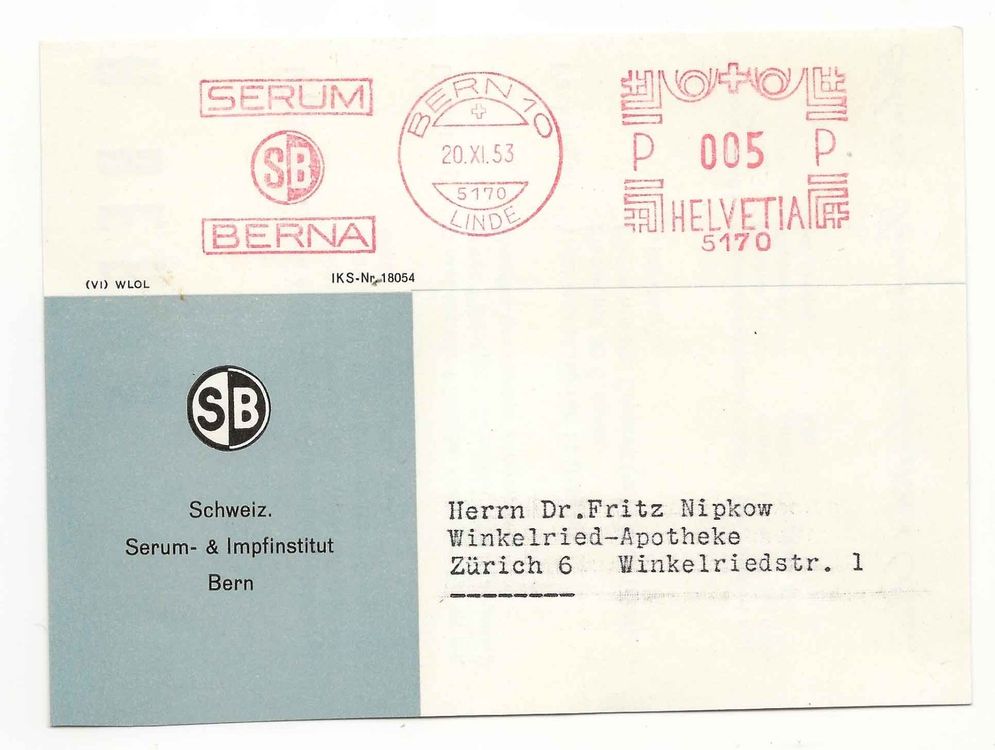 SERUM
SB
BERNA
BERN 10
20.XI.53
5170
LINDE
P 005 P
HELVETIA
5170
(VI) WLOL
IKS-Nr. 18054
SB
Schweiz.
Serum- & Impfinstitut
Bern
Herrn Dr.Fritz Nipkow
Winkelried-Apotheke
Zürich 6 Winkelriedstr. 1